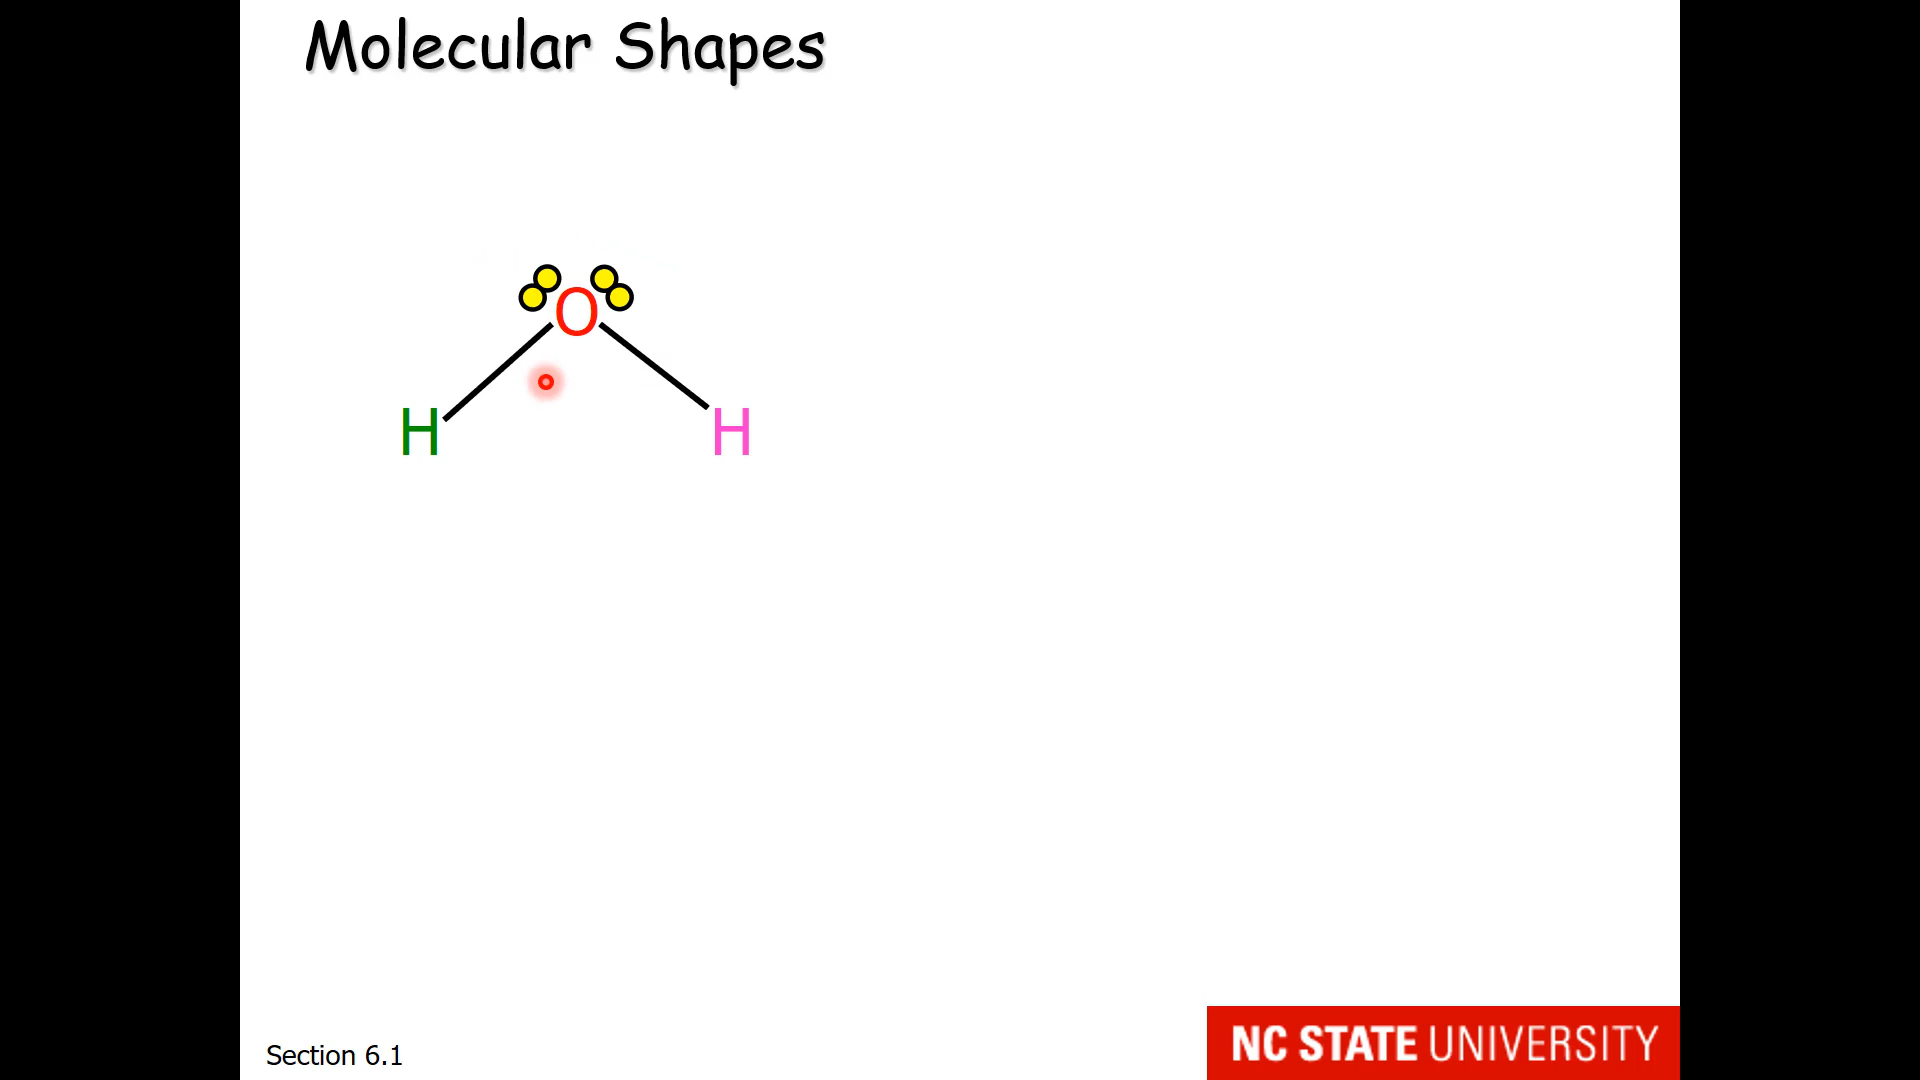 Molecular Shapes
O
H H
Section 6.1
NC STATE UNIVERSITY